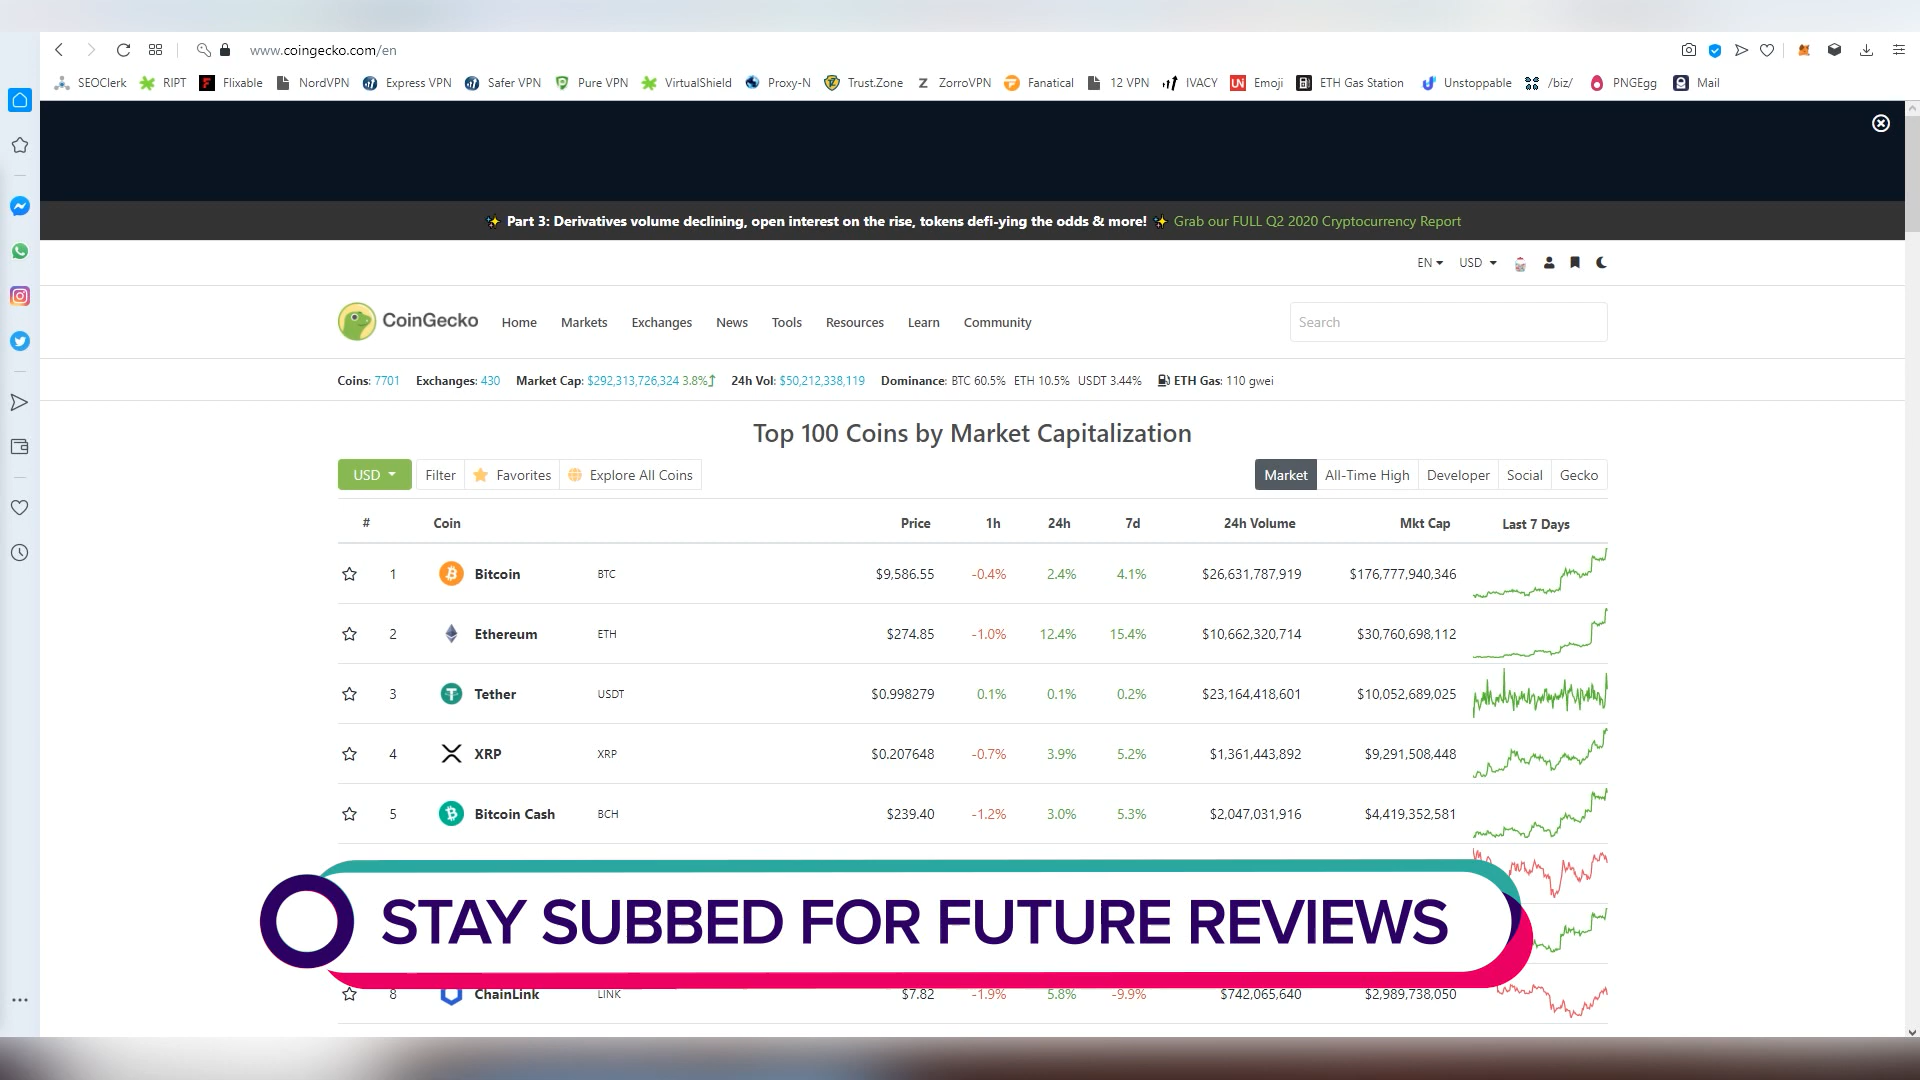 www.coingecko.com/en
SEOClerk RIPT Flixable NordVPN Express VPN Safer VPN Pure VPN VirtualShield Proxy-N Trust.Zone ZorroVPN Fanatical 12 VPN IVACY Emoji ETH Gas Station Unstoppable /biz/ PNGEgg Mail
Part 3: Derivatives volume declining, open interest on the rise, tokens defi-ying the odds & more! Grab our FULL Q2 2020 Cryptocurrency Report
EN USD
CoinGecko Home Markets Exchanges News Tools Resources Learn Community Search
Coins: 7701 Exchanges: 430 Market Cap: $292,313,726,324 3.8% 24h Vol: $50,212,338,119 Dominance: BTC 60.5% ETH 10.5% USDT 3.44% ETH Gas: 110 gwei
Top 100 Coins by Market Capitalization
USD Filter Favorites Explore All Coins Market All-Time High Developer Social Gecko
# Coin Price 1h 24h 7d 24h Volume Mkt Cap Last 7 Days
1 Bitcoin BTC $9,586.55 -0.4% 2.4% 4.1% $26,631,787,919 $176,777,940,346
2 Ethereum ETH $274.85 -1.0% 12.4% 15.4% $10,662,320,714 $30,760,698,112
3 Tether USDT $0.998279 0.1% 0.1% 0.2% $23,164,418,601 $10,052,689,025
4 XRP XRP $0.207648 -0.7% 3.9% 5.2% $1,361,443,892 $9,291,508,448
5 Bitcoin Cash BCH $239.40 -1.2% 3.0% 5.3% $2,047,031,916 $4,419,352,581
STAY SUBBED FOR FUTURE REVIEWS
8 ChainLink LINK $7.82 -1.9% 5.8% -9.9% $742,065,640 $2,989,738,050